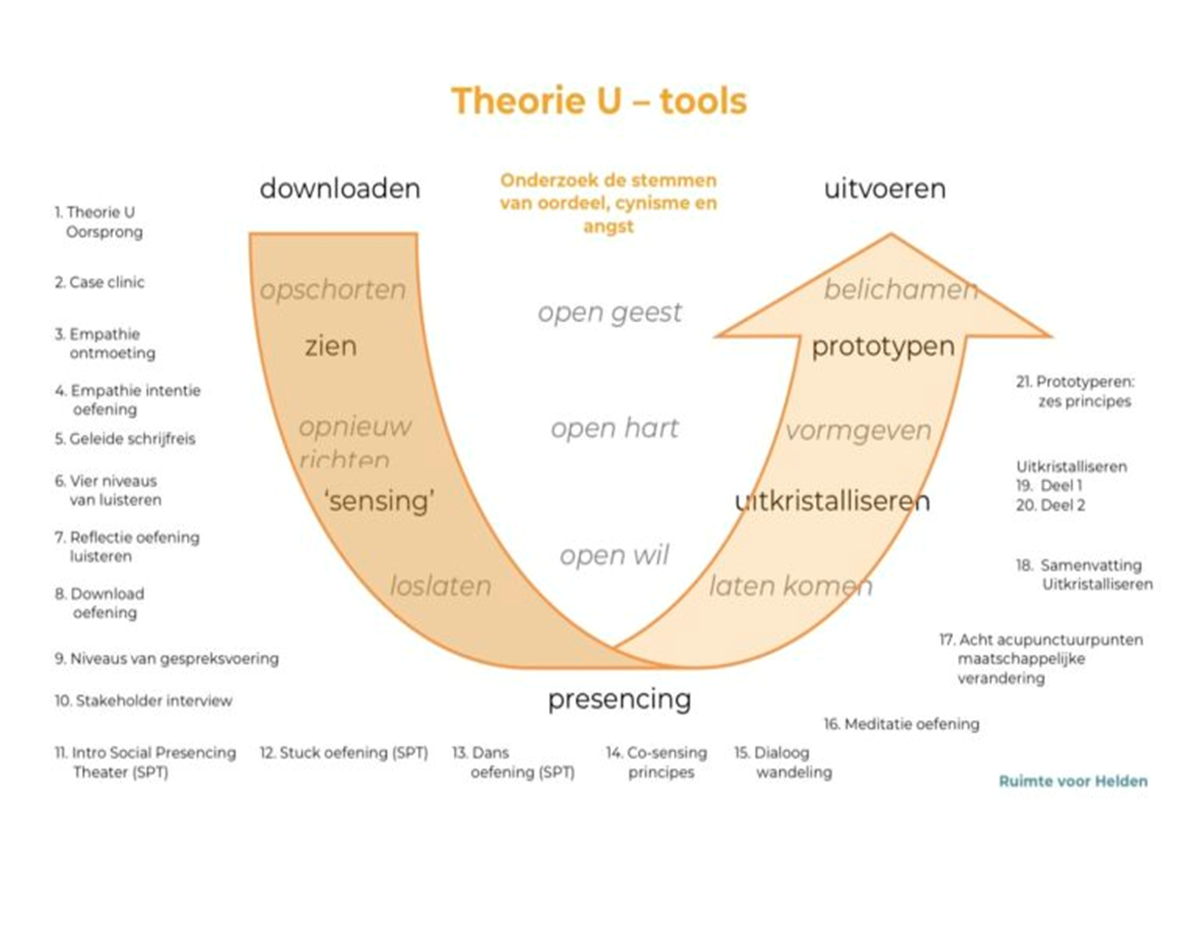 Theorie U – tools
downloaden
Onderzoek de stemmen
van oordeel, cynisme en
angst
uitvoeren
1. Theorie U
Oorsprong
2. Case clinic
3. Empathie
ontmoeting
4. Empathie intentie
oefening
5. Geleide schrijfreis
6. Vier niveaus
van luisteren
7. Reflectie oefening
luisteren
8. Download
oefening
9. Niveaus van gespreksvoering
10. Stakeholder interview
11. Intro Social Presencing
Theater (SPT)
opschorten
zien
opnieuw
richten
‘sensing’
loslaten
open geest
open hart
open wil
presencing
belichamen
prototypen
vormgeven
uitkristalliseren
laten komen
12. Stuck oefening (SPT)
13. Dans
oefening (SPT)
14. Co-sensing
principes
15. Dialoog
wandeling
16. Meditatie oefening
17. Acht acupunctuurpunten
maatschappelijke
verandering
18. Samenvatting
Uitkristalliseren
Uitkristalliseren
19. Deel 1
20. Deel 2
21. Prototyperen:
zes principes
Ruimte voor Helden